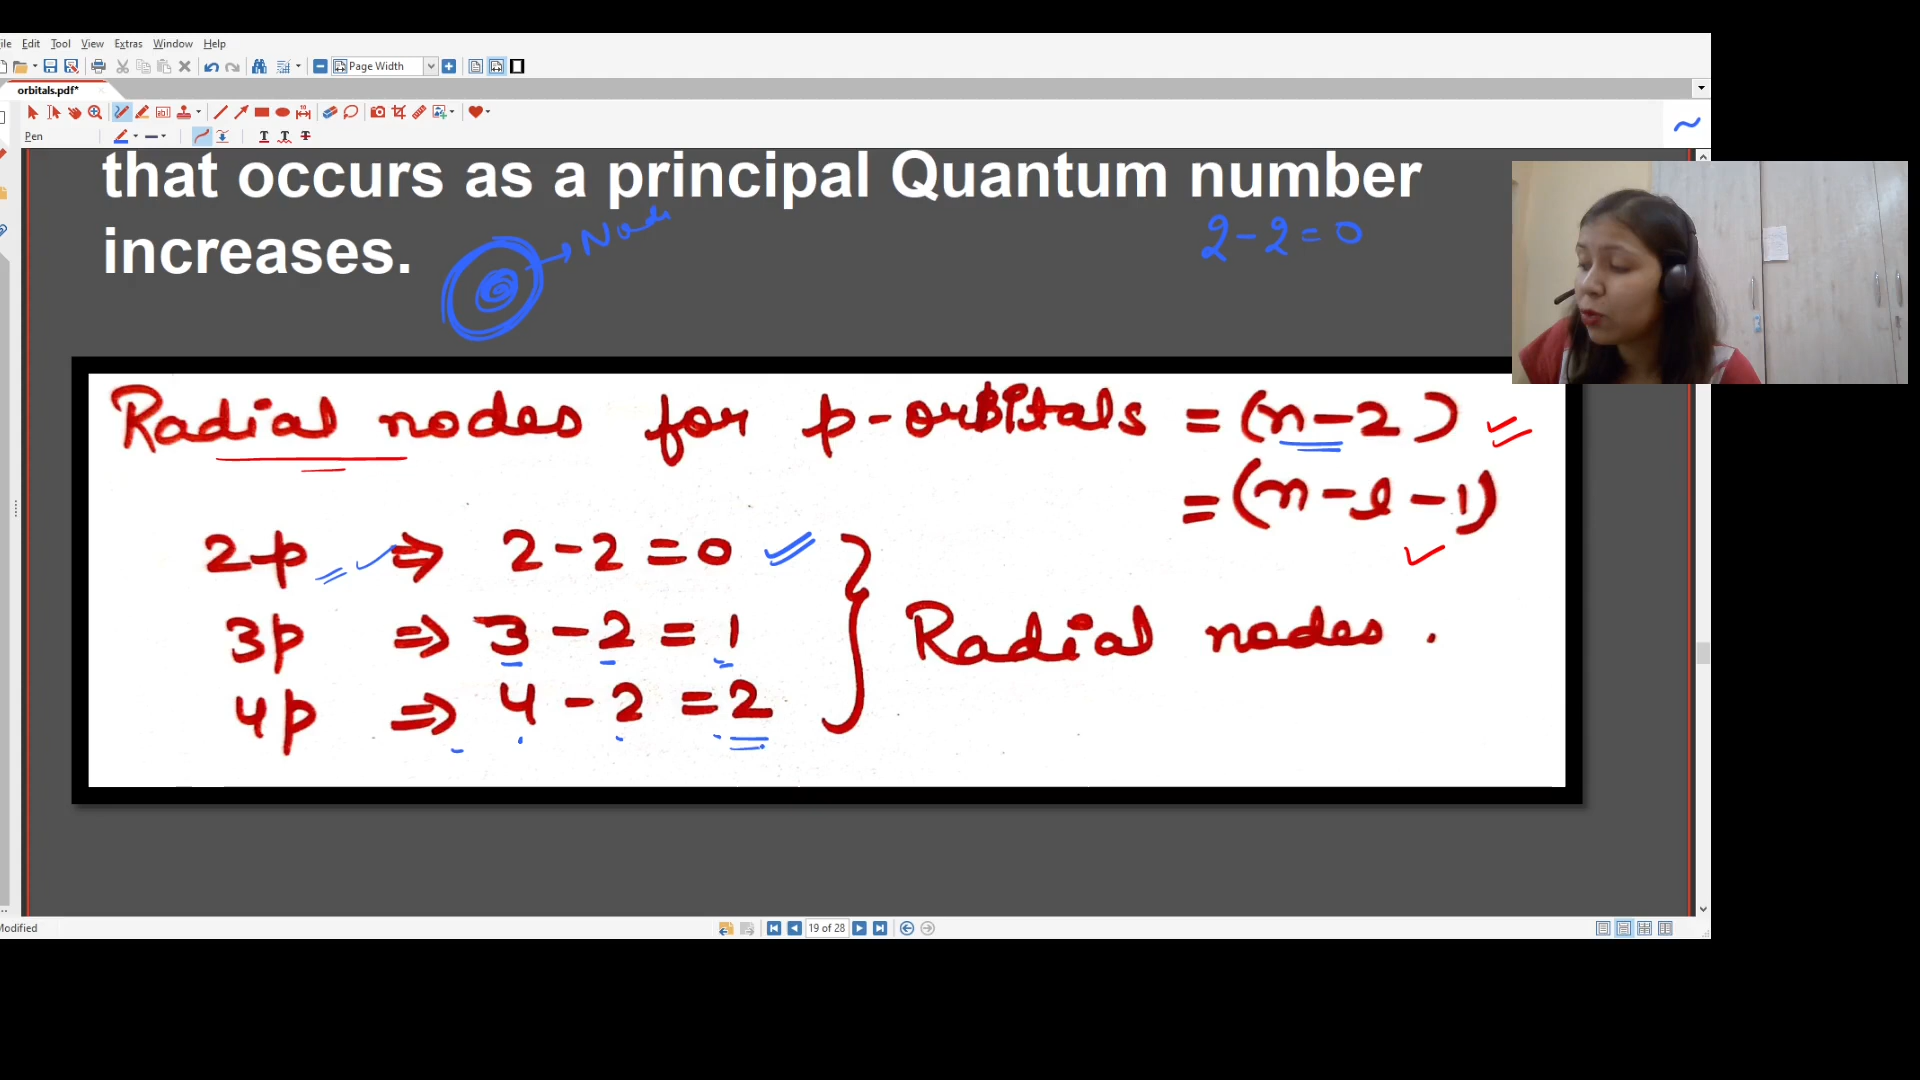 File Edit Tool View Extras Window Help
Page Width
orbitals.pdf*
Pen
that occurs as a principal Quantum number
increases.
Node
2-2=0
Radial nodes for p-orbitals = (n-2)
= (n-l-1)
2p ⇒ 2-2=0
3p ⇒ 3-2=1
4p ⇒ 4-2=2
Radial nodes.
Modified
19 of 28